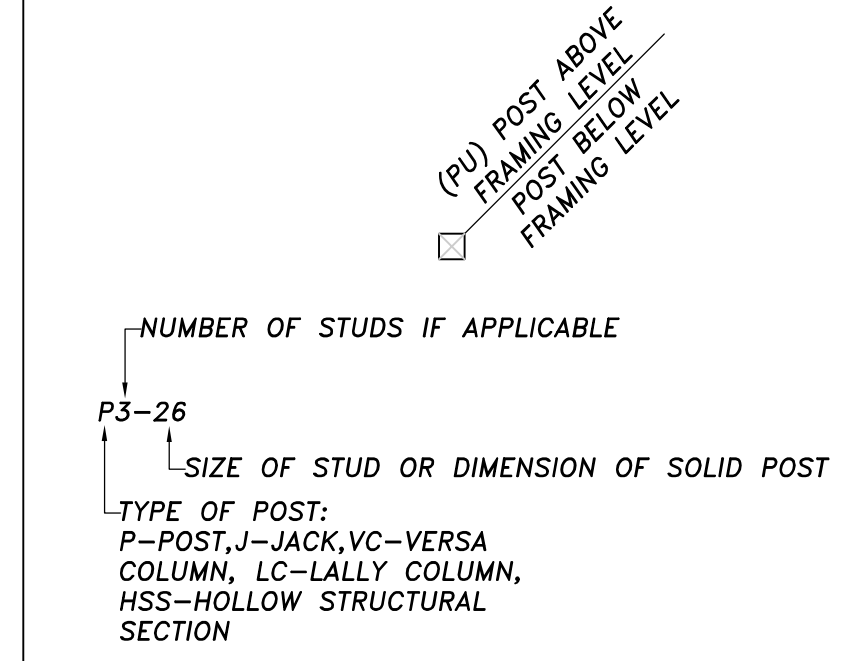 (PU) POST ABOVE
FRAMING LEVEL
POST BELOW
FRAMING LEVEL
NUMBER OF STUDS IF APPLICABLE
P3-26
SIZE OF STUD OR DIMENSION OF SOLID POST
TYPE OF POST:
P-POST,J-JACK,VC-VERSA
COLUMN, LC-LALLY COLUMN,
HSS-HOLLOW STRUCTURAL
SECTION